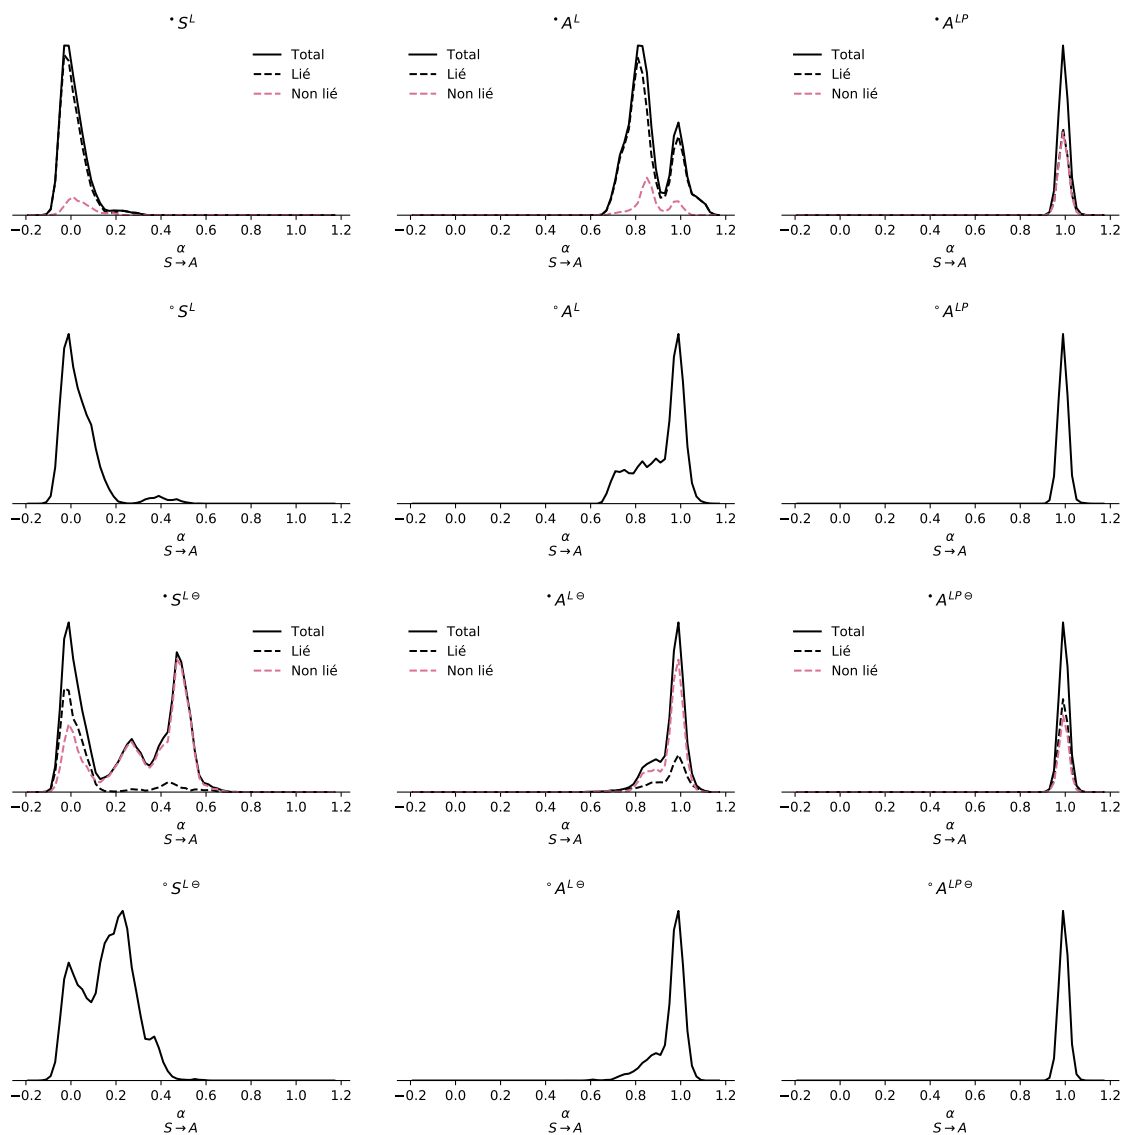 •S^L
•A^L
•A^{LP}
Total
Lié
Non lié
Total
Lié
Non lié
Total
Lié
Non lié
−0.2 0.0 0.2 0.4 0.6 0.8 1.0 1.2
−0.2 0.0 0.2 0.4 0.6 0.8 1.0 1.2
−0.2 0.0 0.2 0.4 0.6 0.8 1.0 1.2
α
S → A
α
S → A
α
S → A
°S^L
°A^L
°A^{LP}
−0.2 0.0 0.2 0.4 0.6 0.8 1.0 1.2
−0.2 0.0 0.2 0.4 0.6 0.8 1.0 1.2
−0.2 0.0 0.2 0.4 0.6 0.8 1.0 1.2
α
S → A
α
S → A
α
S → A
•S^{L⊖}
•A^{L⊖}
•A^{LP⊖}
Total
Lié
Non lié
Total
Lié
Non lié
Total
Lié
Non lié
−0.2 0.0 0.2 0.4 0.6 0.8 1.0 1.2
−0.2 0.0 0.2 0.4 0.6 0.8 1.0 1.2
−0.2 0.0 0.2 0.4 0.6 0.8 1.0 1.2
α
S → A
α
S → A
α
S → A
°S^{L⊖}
°A^{L⊖}
°A^{LP⊖}
−0.2 0.0 0.2 0.4 0.6 0.8 1.0 1.2
−0.2 0.0 0.2 0.4 0.6 0.8 1.0 1.2
−0.2 0.0 0.2 0.4 0.6 0.8 1.0 1.2
α
S → A
α
S → A
α
S → A